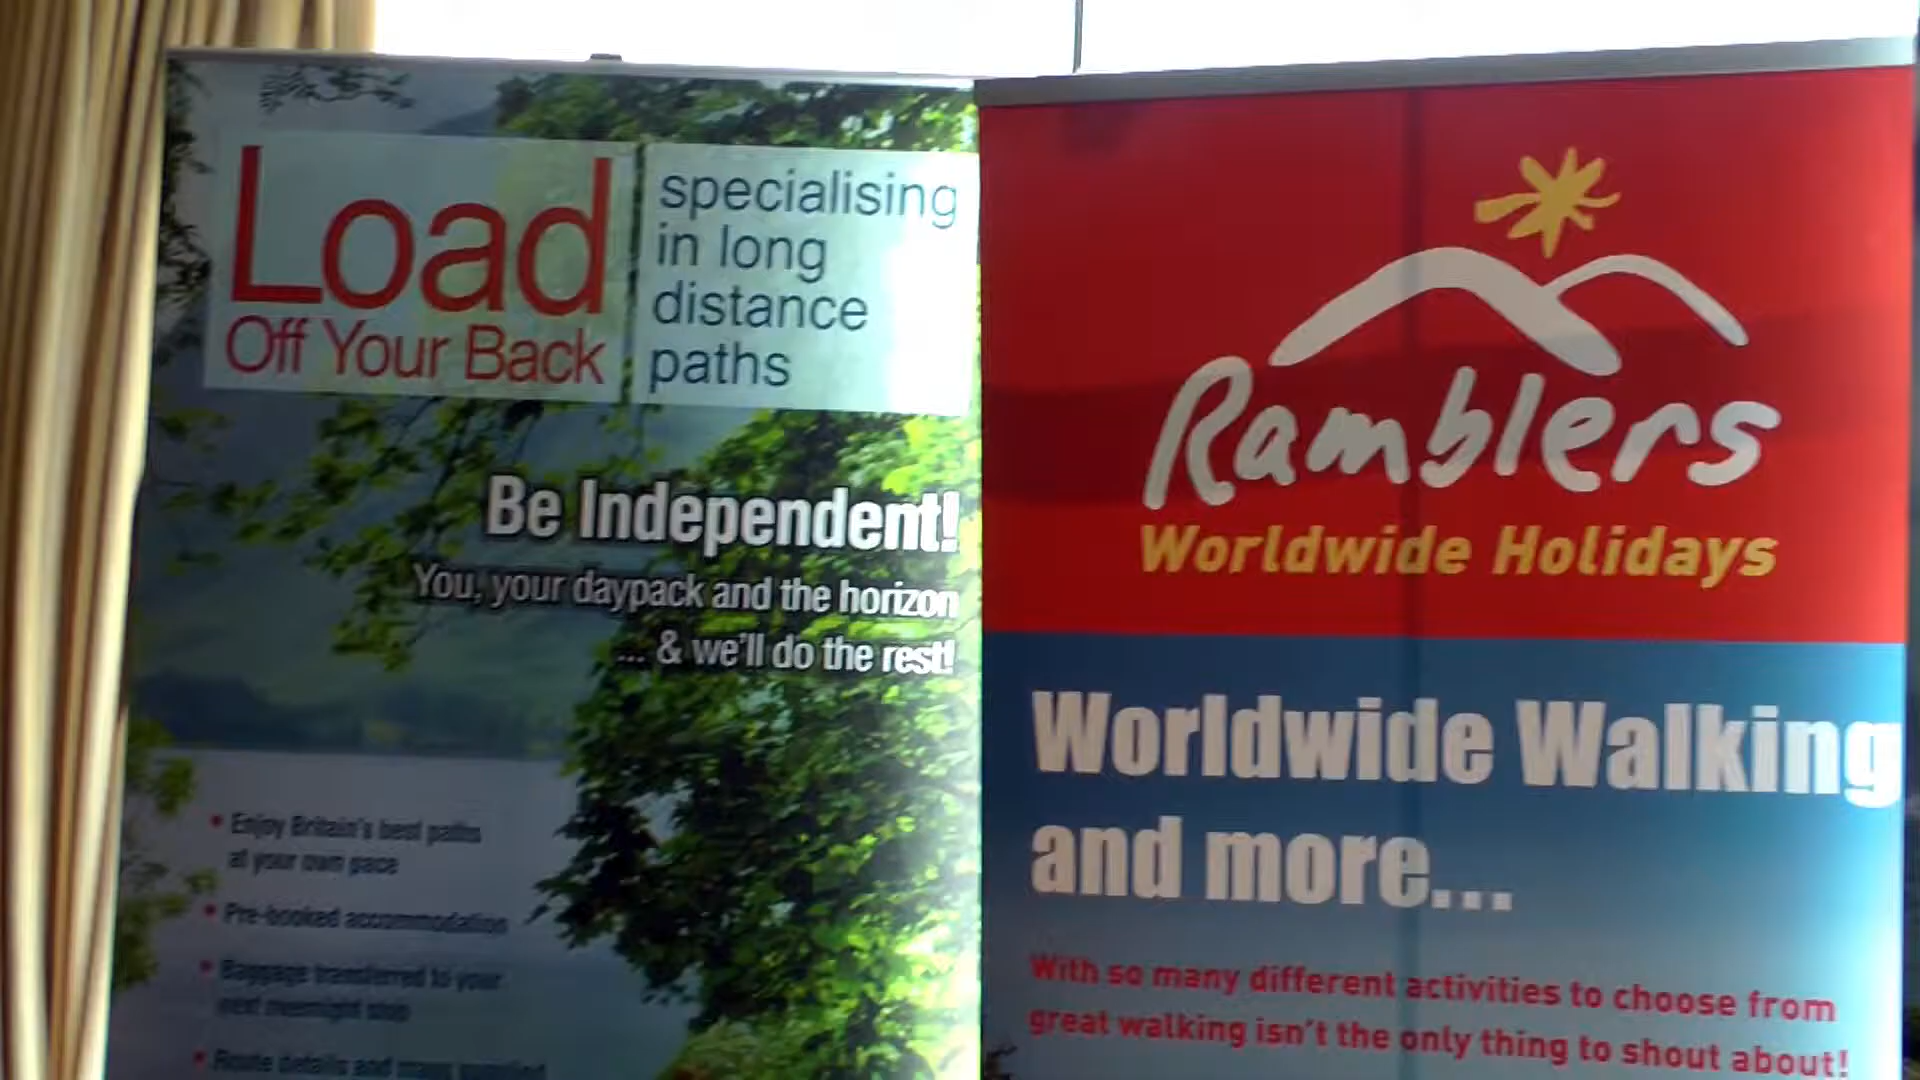 Load
Off Your Back
specialising
in long
distance
paths
Be Independent!
You, your daypack and the horizon
... & we'll do the rest!
• Enjoy Britain's best paths
at your own pace
• Pre-booked accommodation
• Baggage transferred to your
next overnight stop
• Route details and maps supplied
Ramblers
Worldwide Holidays
Worldwide Walking
and more...
With so many different activities to choose from
great walking isn't the only thing to shout about!